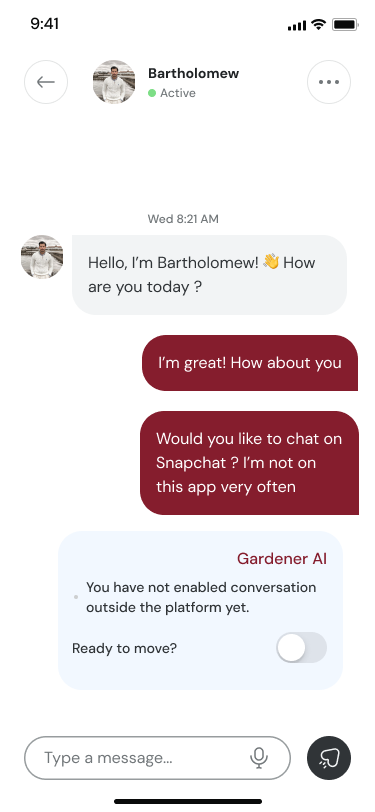 9:41
Bartholomew
Active
Wed 8:21 AM
Hello, I’m Bartholomew! 👋 How
are you today ?
I’m great! How about you
Would you like to chat on
Snapchat ? I’m not on
this app very often
Gardener AI
You have not enabled conversation
outside the platform yet.
Ready to move?
Type a message...